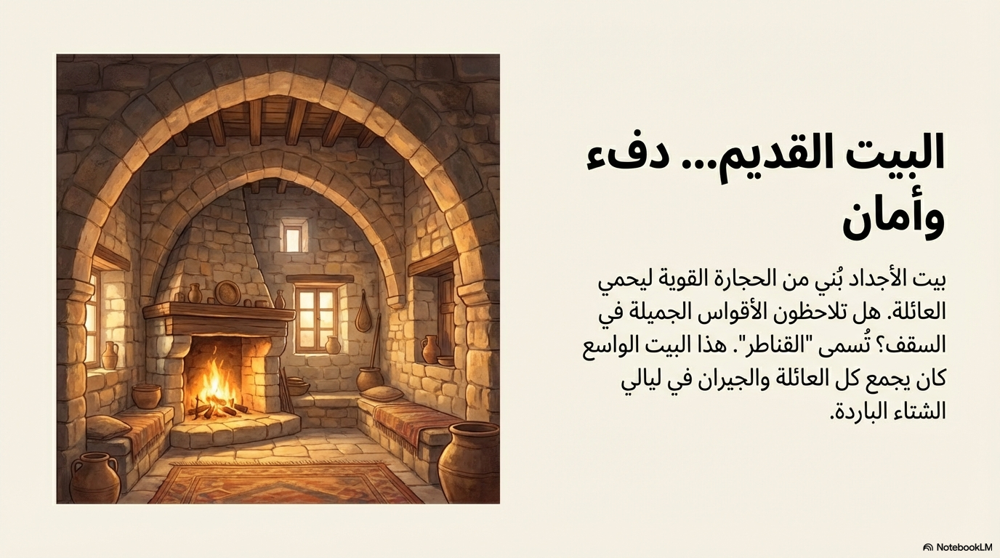 البيت القديم... دفء
وأمان
بيت الأجداد بُني من الحجارة القوية ليحمي
العائلة. هل تلاحظون الأقواس الجميلة في
السقف؟ تُسمى "القناطر". هذا البيت الواسع
كان يجمع كل العائلة والجيران في ليالي
الشتاء الباردة.
NotebookLM